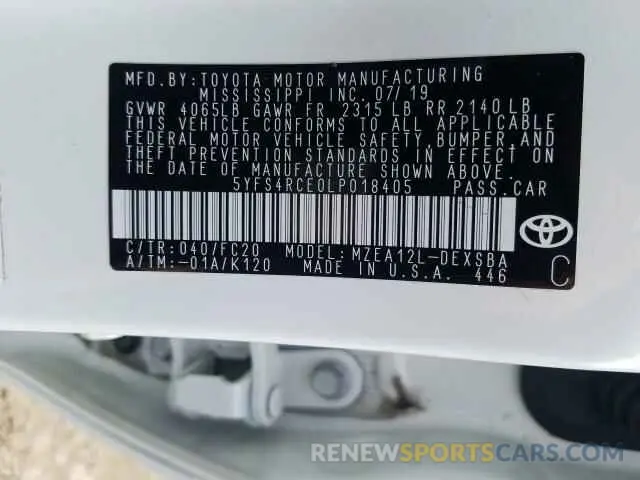 MFD. BY: TOYOTA MOTOR MANUFACTURING
MISSISSIPPI, INC. 07/19
GVWR 4065LB GAWR FR 2315 LB RR 2140 LB
THIS VEHICLE CONFORMS TO ALL APPLICABLE
FEDERAL MOTOR VEHICLE SAFETY,BUMPER,AND
THEFT PREVENTION STANDARDS IN EFFECT ON
THE DATE OF MANUFACTURE SHOWN ABOVE.
5YFS4RCE0LP018405 PASS.CAR
C/TR:040/FC20 MODEL:MZEA12L-DEXSBA
A/TM:-01A/K120 MADE IN U.S.A. 446
C
RENEWSPORTSCARS.COM